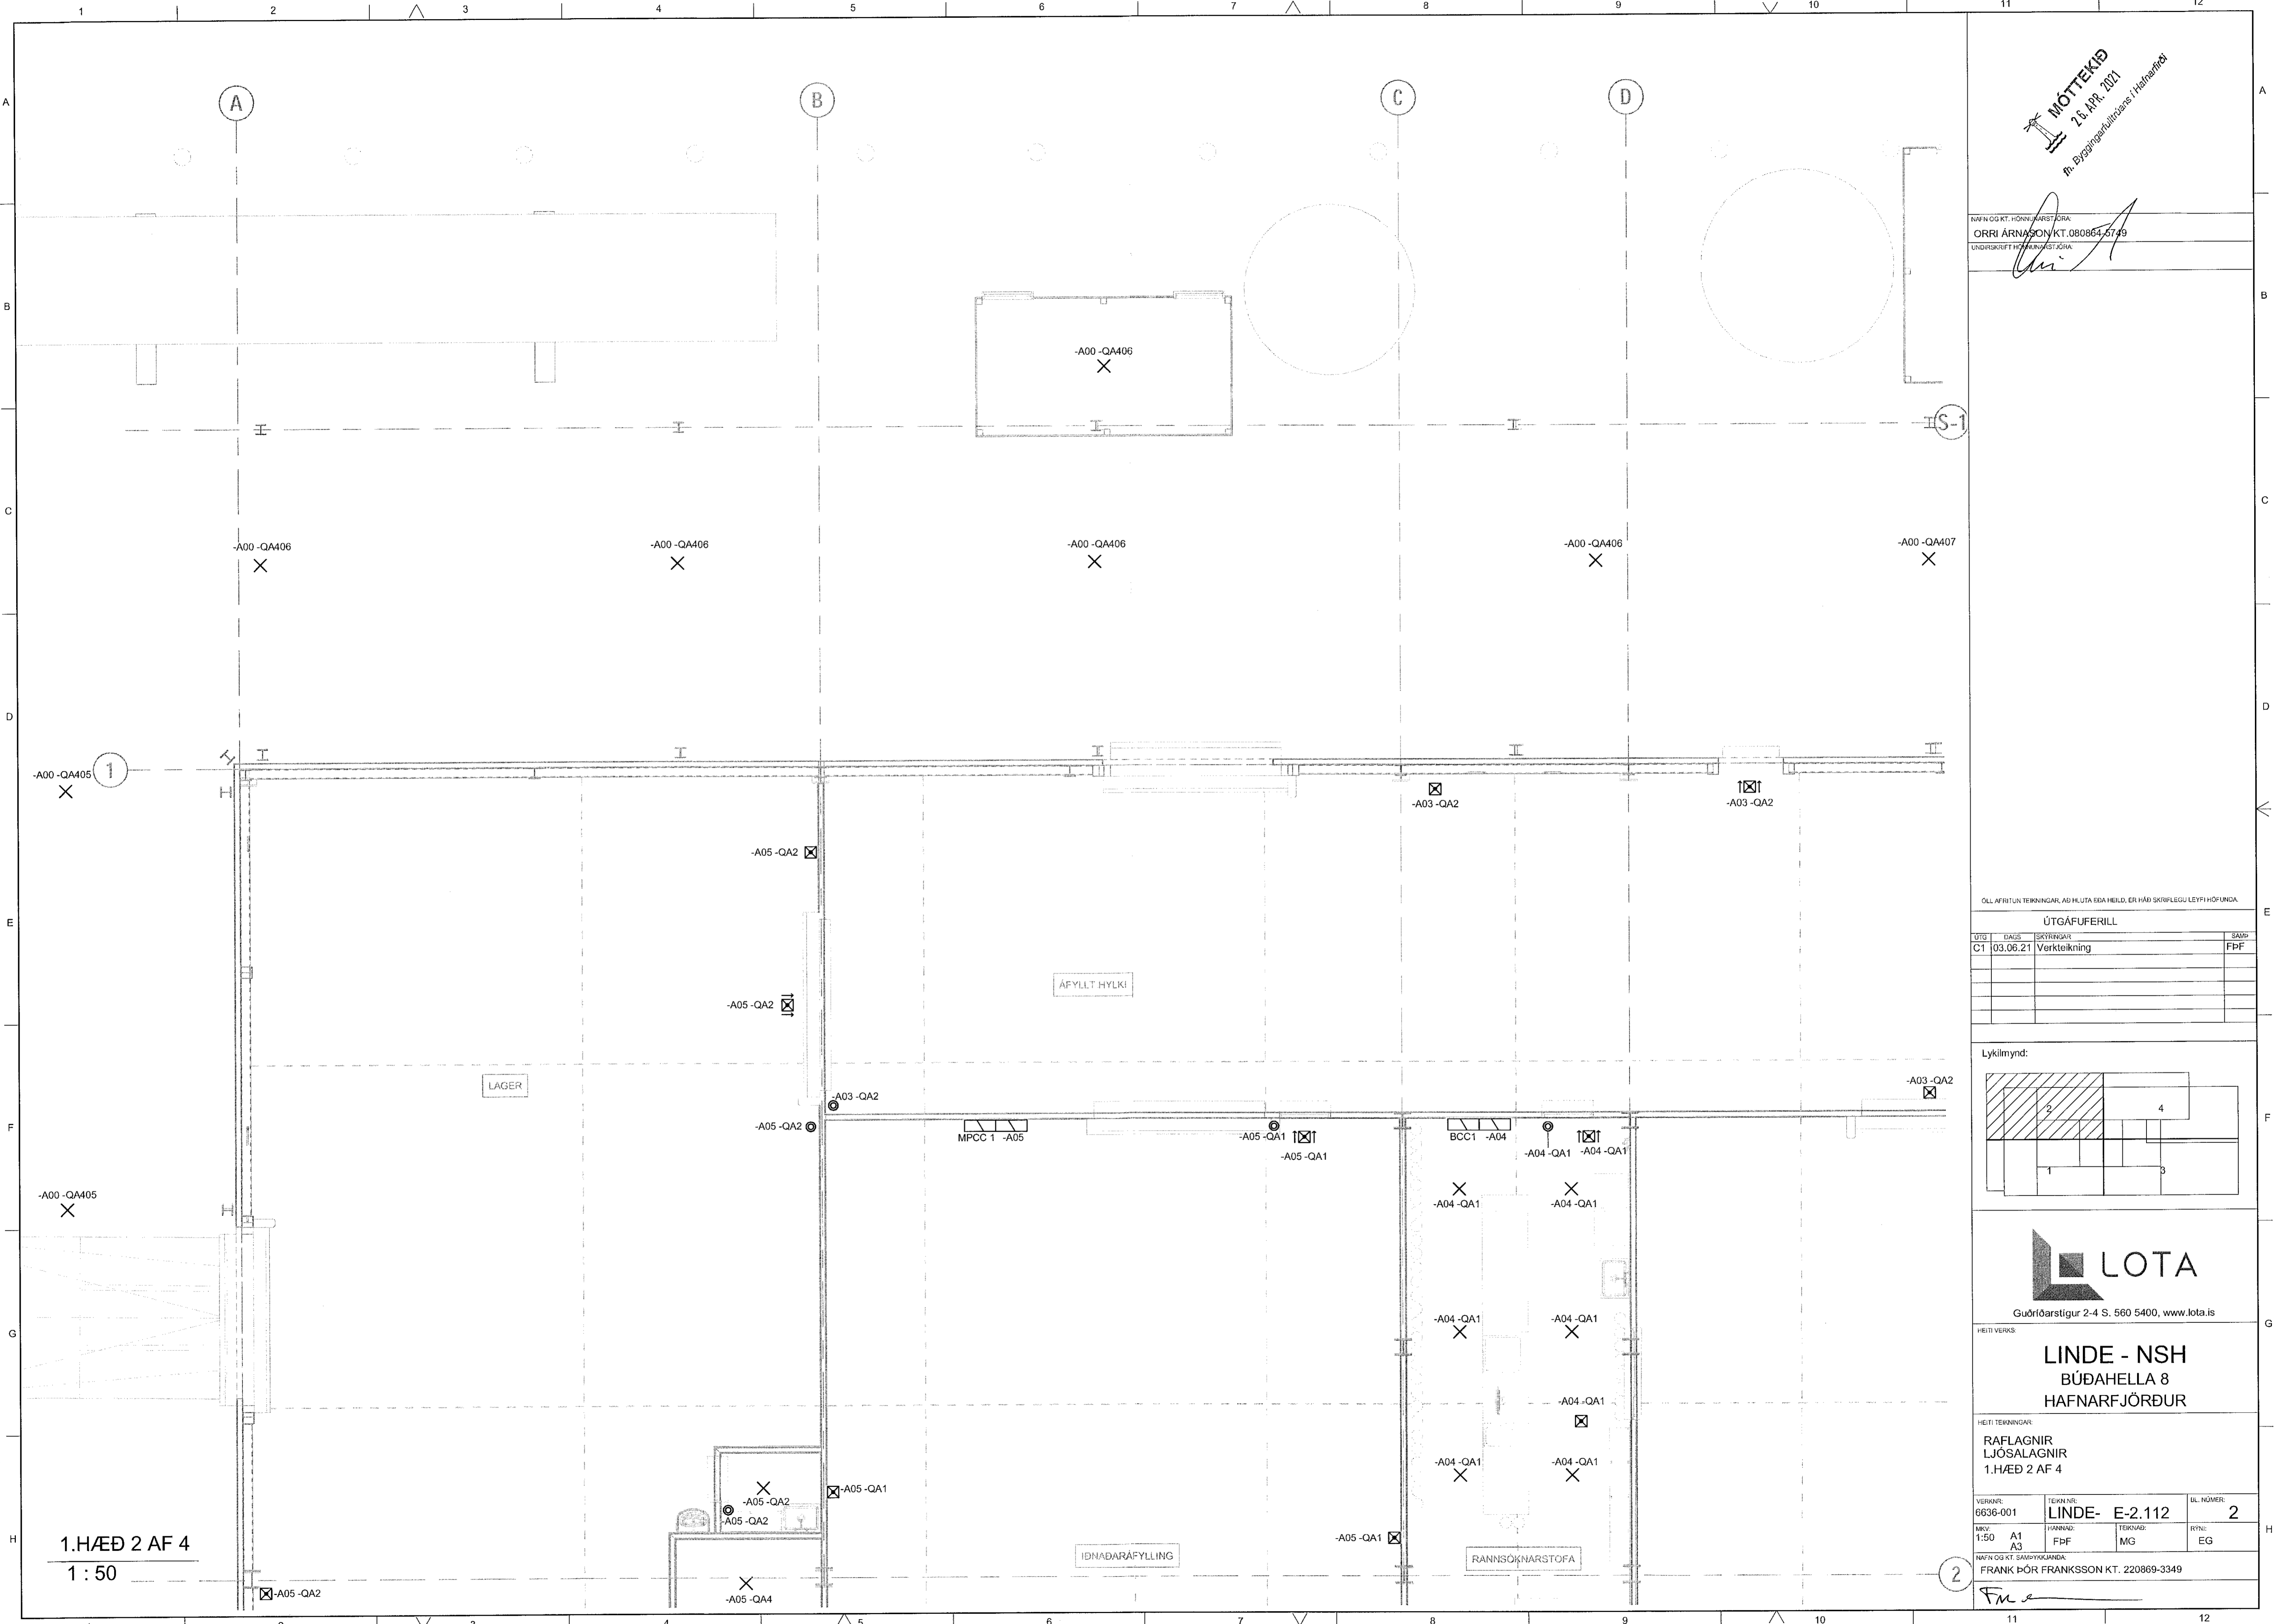 1 2 3 4 5 6 7 8 9 10 11 12
A
B
C
D
E
F
G
H
A B C D
S-1
1
2
-A00 -QA406
-A00 -QA406
-A00 -QA406
-A00 -QA406
-A00 -QA406
-A00 -QA407
-A00 -QA405
-A03 -QA2
-A03 -QA2
-A05 -QA2
ÁFYLLT HYLKI
-A05 -QA2
LAGER
-A03 -QA2
-A03 -QA2
-A05 -QA2
MPCC 1 -A05
-A05 -QA1
-A05 -QA1
BCC1 -A04
-A04 -QA1
-A04 -QA1
-A00 -QA405
-A04 -QA1
-A04 -QA1
-A04 -QA1
-A04 -QA1
-A04 -QA1
-A04 -QA1
-A04 -QA1
-A05 -QA2
-A05 -QA2
-A05 -QA1
-A05 -QA1
IÐNAÐARÁFYLLING
RANNSÓKNARSTOFA
-A05 -QA2
-A05 -QA4
1.HÆÐ 2 AF 4
1 : 50
MÓTTEKIÐ
26. APR. 2021
fh. Byggingarfulltrúans í Hafnarfirði
NAFN OG KT. HÖNNUNARSTJÓRA:
ORRI ÁRNASON KT.080864-5749
UNDIRSKRIFT HÖNNUNARSTJÓRA:
ÖLL AFRITUN TEIKNINGAR, AÐ HLUTA EÐA HEILD, ER HÁÐ SKRIFLEGU LEYFI HÖFUNDA.
ÚTGÁFUFERILL
ÚTG DAGS SKÝRINGAR SAMÞ
C1 03.06.21 Verkteikning FÞF
Lykilmynd:
2 4
1 3
LOTA
Guðríðarstígur 2-4 S. 560 5400, www.lota.is
HEITI VERKS:
LINDE - NSH
BÚÐAHELLA 8
HAFNARFJÖRÐUR
HEITI TEIKNINGAR:
RAFLAGNIR
LJÓSALAGNIR
1.HÆÐ 2 AF 4
VERKNR: TEIKN NR: BL. NÚMER:
6636-001 LINDE- E-2.112 2
MKV: HANNAÐ: TEIKNAÐ: RÝNI:
1:50 A1 FÞF MG EG
A3
NAFN OG KT. SAMÞYKKJANDA:
FRANK ÞÓR FRANKSSON KT. 220869-3349